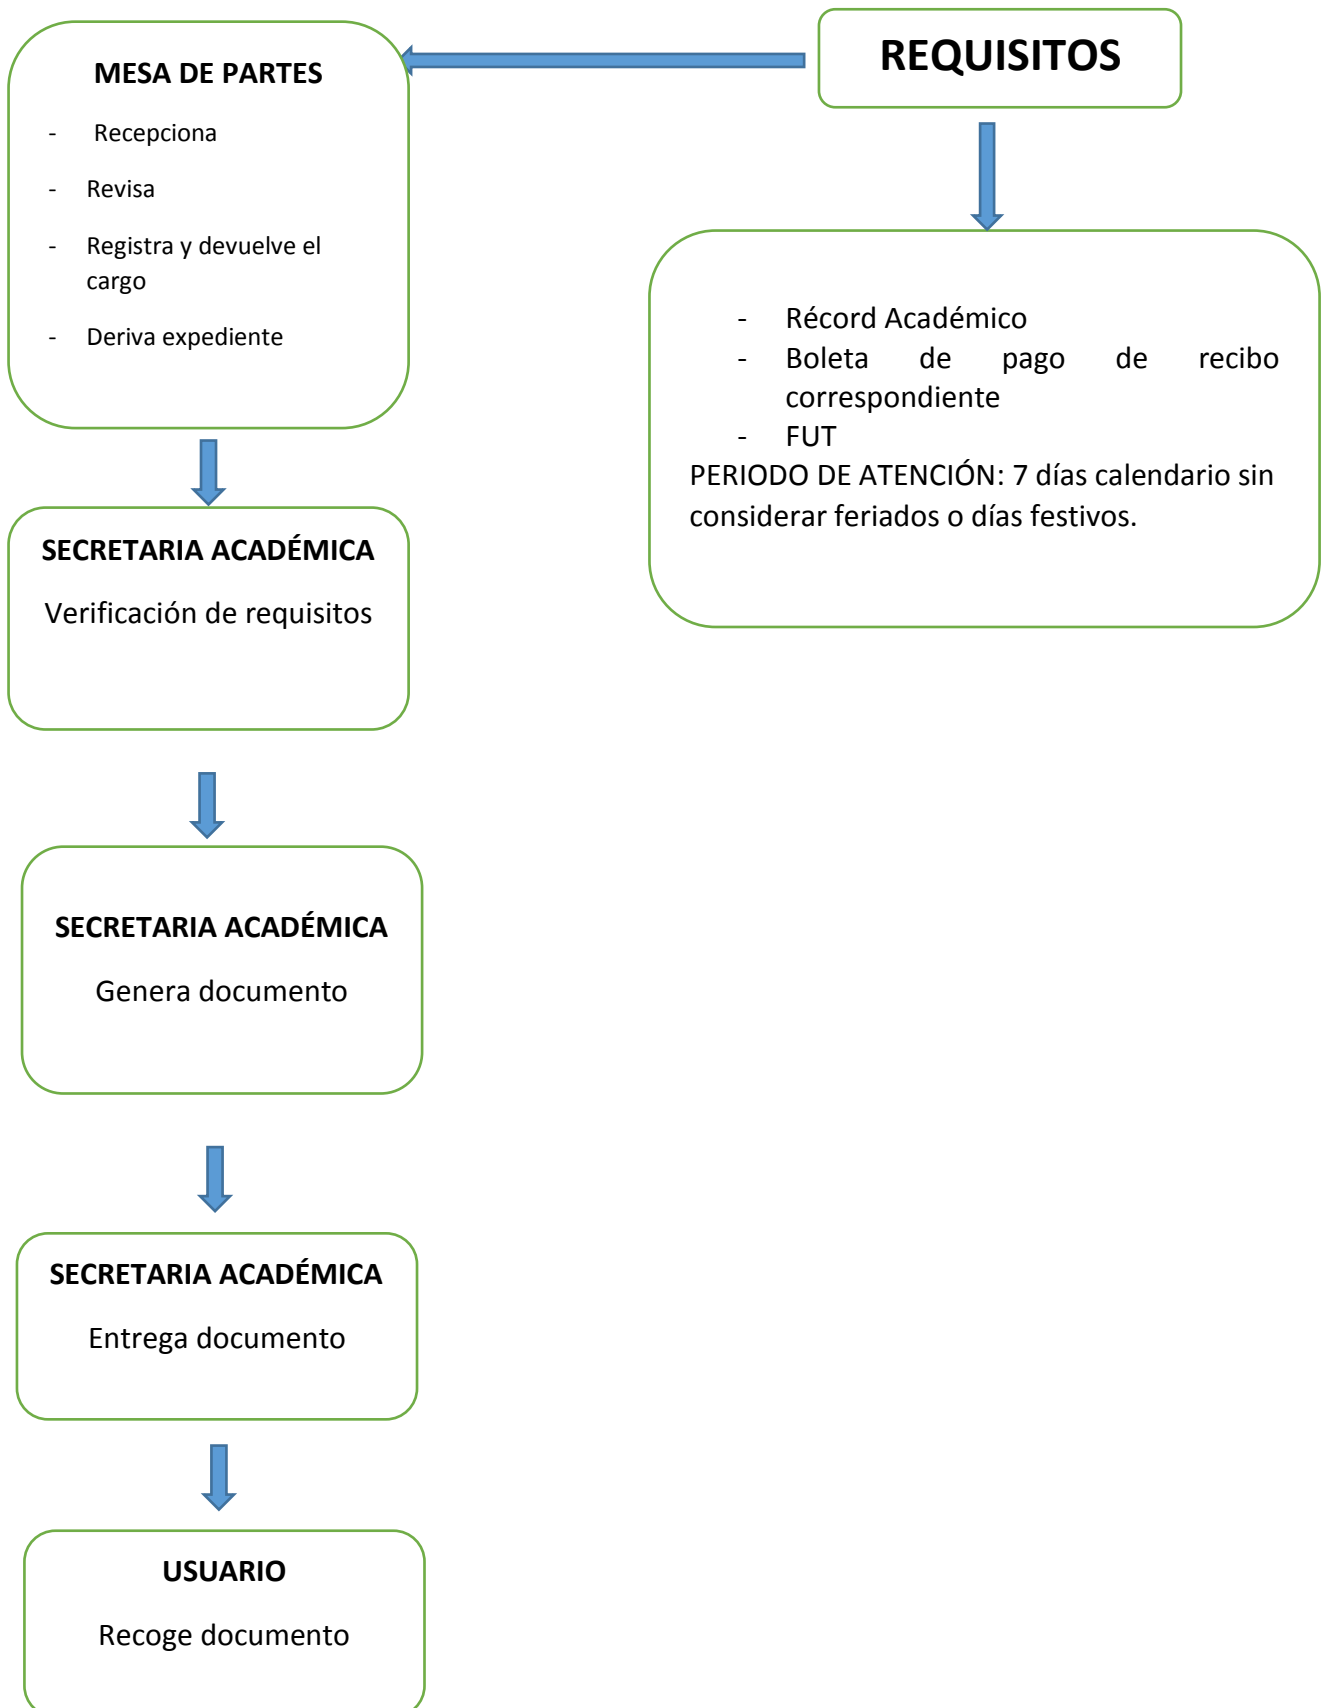 REQUISITOS
MESA DE PARTES
- Recepciona
- Revisa
- Registra y devuelve el
cargo
- Deriva expediente
- Récord Académico
- Boleta de pago de recibo
correspondiente
- FUT
PERIODO DE ATENCIÓN: 7 días calendario sin
considerar feriados o días festivos.
SECRETARIA ACADÉMICA
Verificación de requisitos
SECRETARIA ACADÉMICA
Genera documento
SECRETARIA ACADÉMICA
Entrega documento
USUARIO
Recoge documento